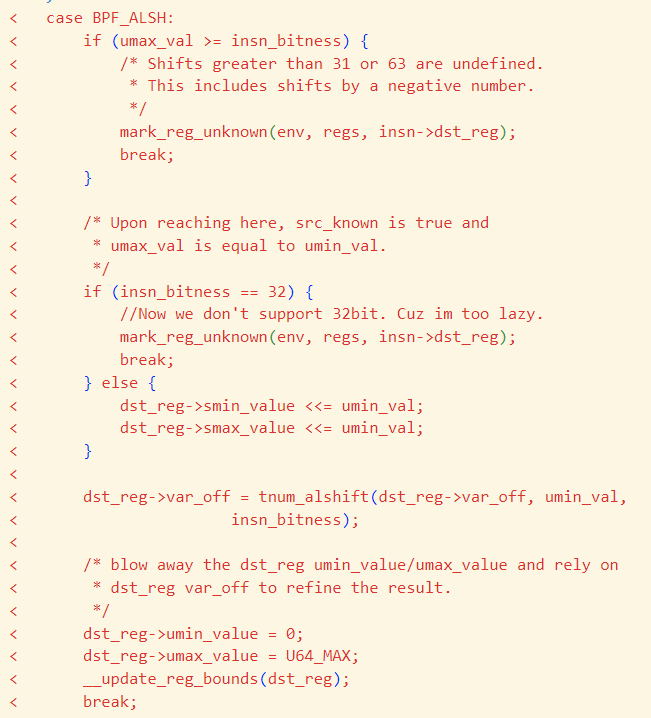 <   case BPF_ALSH:
<       if (umax_val >= insn_bitness) {
<           /* Shifts greater than 31 or 63 are undefined.
<            * This includes shifts by a negative number.
<            */
<           mark_reg_unknown(env, regs, insn->dst_reg);
<           break;
<       }
<
<       /* Upon reaching here, src_known is true and
<        * umax_val is equal to umin_val.
<        */
<       if (insn_bitness == 32) {
<           //Now we don't support 32bit. Cuz im too lazy.
<           mark_reg_unknown(env, regs, insn->dst_reg);
<           break;
<       } else {
<           dst_reg->smin_value <<= umin_val;
<           dst_reg->smax_value <<= umin_val;
<       }
<
<       dst_reg->var_off = tnum_alshift(dst_reg->var_off, umin_val,
<                       insn_bitness);
<
<       /* blow away the dst_reg umin_value/umax_value and rely on
<        * dst_reg var_off to refine the result.
<        */
<       dst_reg->umin_value = 0;
<       dst_reg->umax_value = U64_MAX;
<       __update_reg_bounds(dst_reg);
<       break;